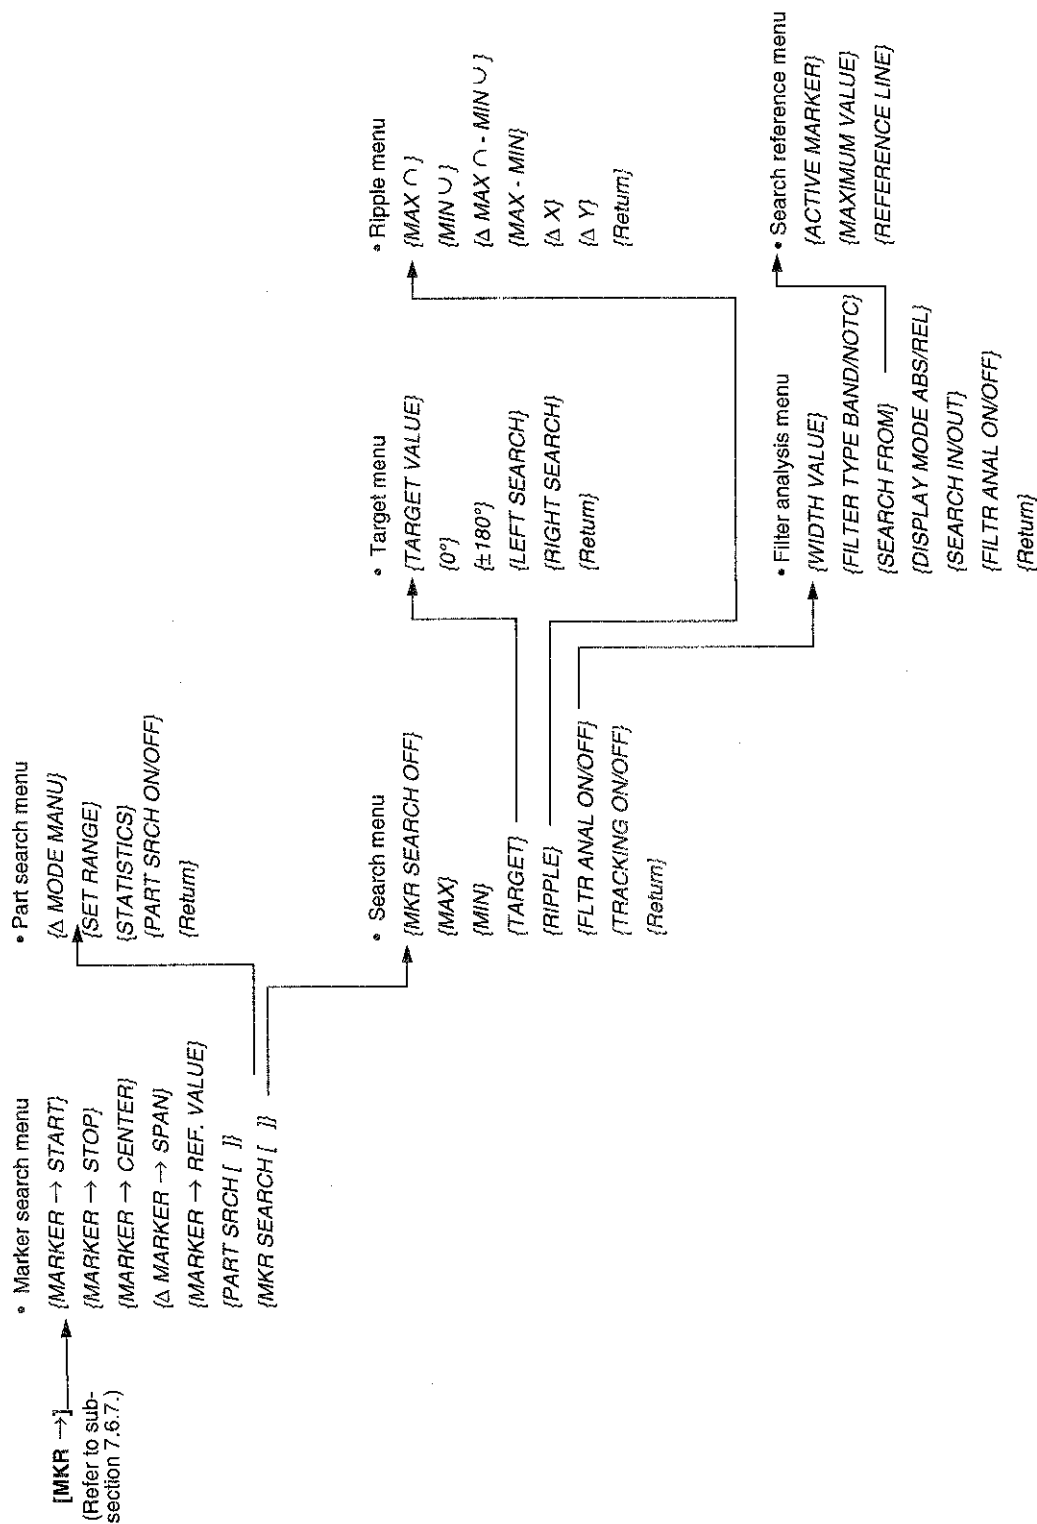 [MKR →]
(Refer to sub-
section 7.6.7.)
• Marker search menu
{MARKER → START}
{MARKER → STOP}
{MARKER → CENTER}
{Δ MARKER → SPAN}
{MARKER → REF. VALUE}
{PART SRCH [ ]}
{MKR SEARCH [ ]}
• Part search menu
{Δ MODE MANU}
{SET RANGE}
{STATISTICS}
{PART SRCH ON/OFF}
{Return}
• Search menu
{MKR SEARCH OFF}
{MAX}
{MIN}
{TARGET}
{RIPPLE}
{FLTR ANAL ON/OFF}
{TRACKING ON/OFF}
{Return}
• Target menu
{TARGET VALUE}
{0°}
{±180°}
{LEFT SEARCH}
{RIGHT SEARCH}
{Return}
• Ripple menu
{MAX ∩}
{MIN ∪}
{Δ MAX ∩ - MIN ∪}
{MAX - MIN}
{Δ X}
{Δ Y}
{Return}
• Filter analysis menu
{WIDTH VALUE}
{FILTER TYPE BAND/NOTC}
{SEARCH FROM}
{DISPLAY MODE ABS/REL}
{SEARCH IN/OUT}
{FILTR ANAL ON/OFF}
{Return}
• Search reference menu
{ACTIVE MARKER}
{MAXIMUM VALUE}
{REFERENCE LINE}